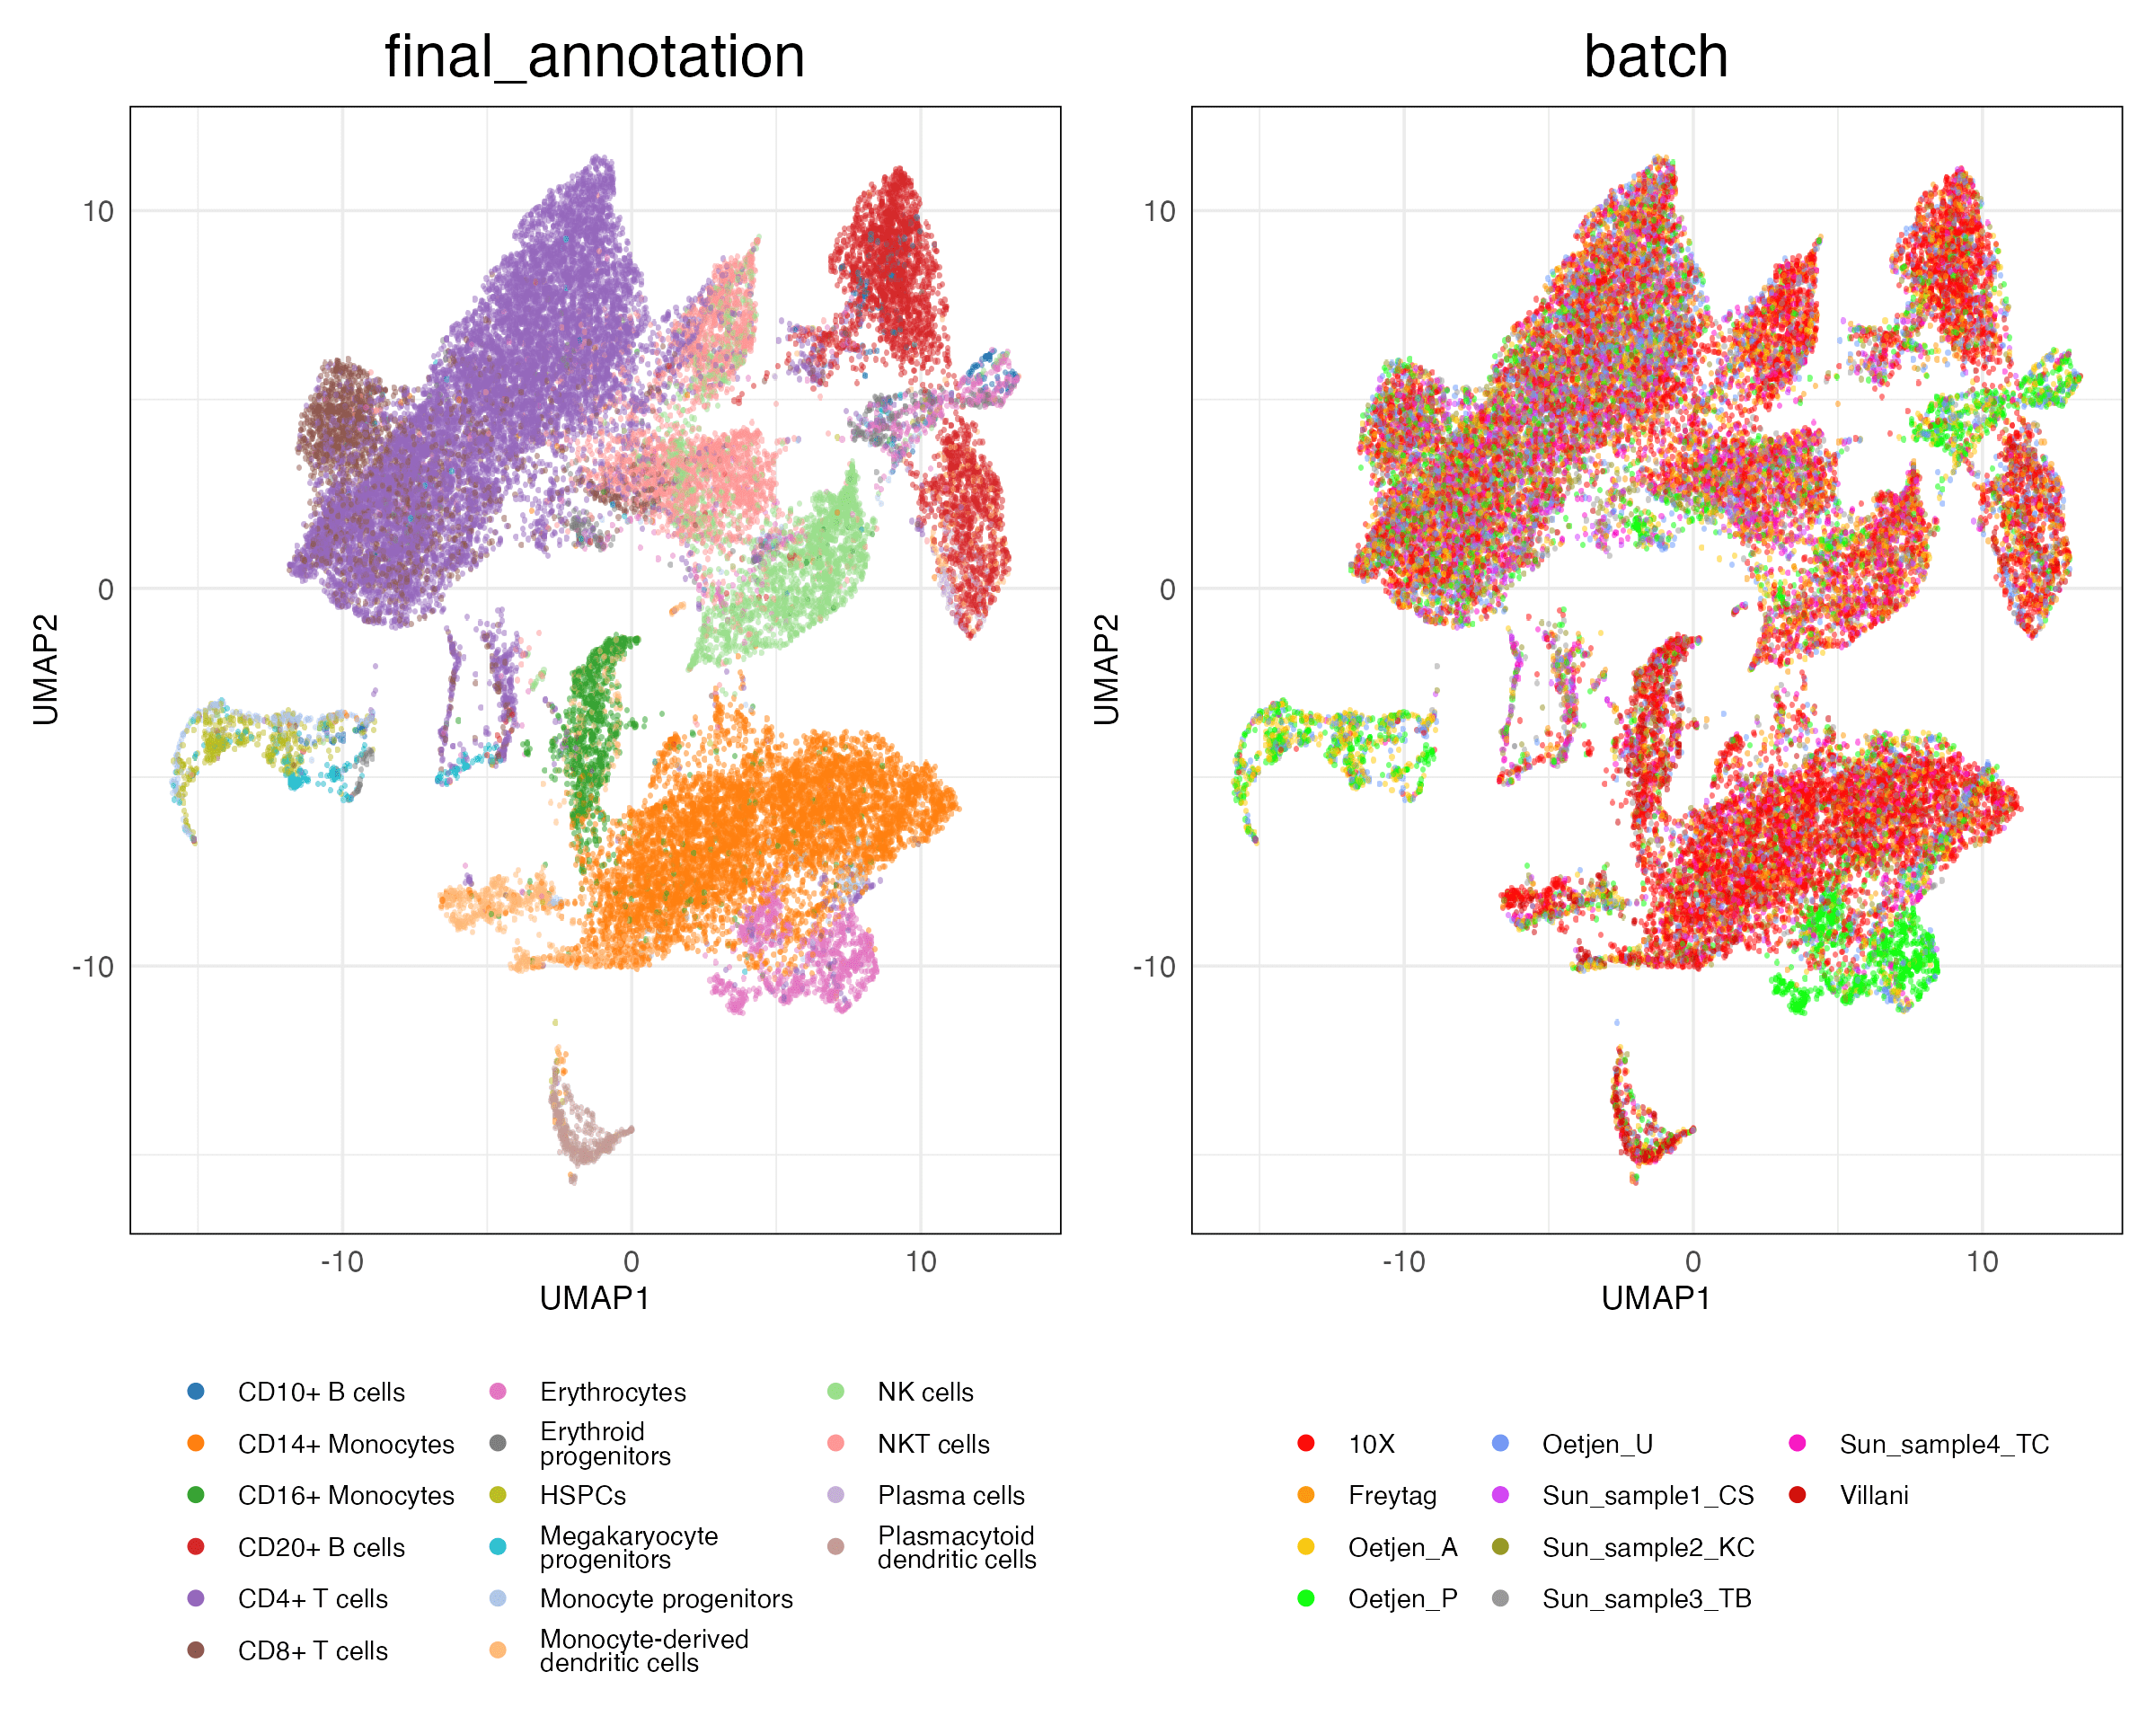 final_annotation
10
0
-10
UMAP2
-10
0
10
UMAP1
CD10+ B cells
CD14+ Monocytes
CD16+ Monocytes
CD20+ B cells
CD4+ T cells
CD8+ T cells
Erythrocytes
Erythroid
progenitors
HSPCs
Megakaryocyte
progenitors
Monocyte progenitors
Monocyte-derived
dendritic cells
NK cells
NKT cells
Plasma cells
Plasmacytoid
dendritic cells
batch
10
0
-10
UMAP2
-10
0
10
UMAP1
10X
Freytag
Oetjen_A
Oetjen_P
Oetjen_U
Sun_sample1_CS
Sun_sample2_KC
Sun_sample3_TB
Sun_sample4_TC
Villani